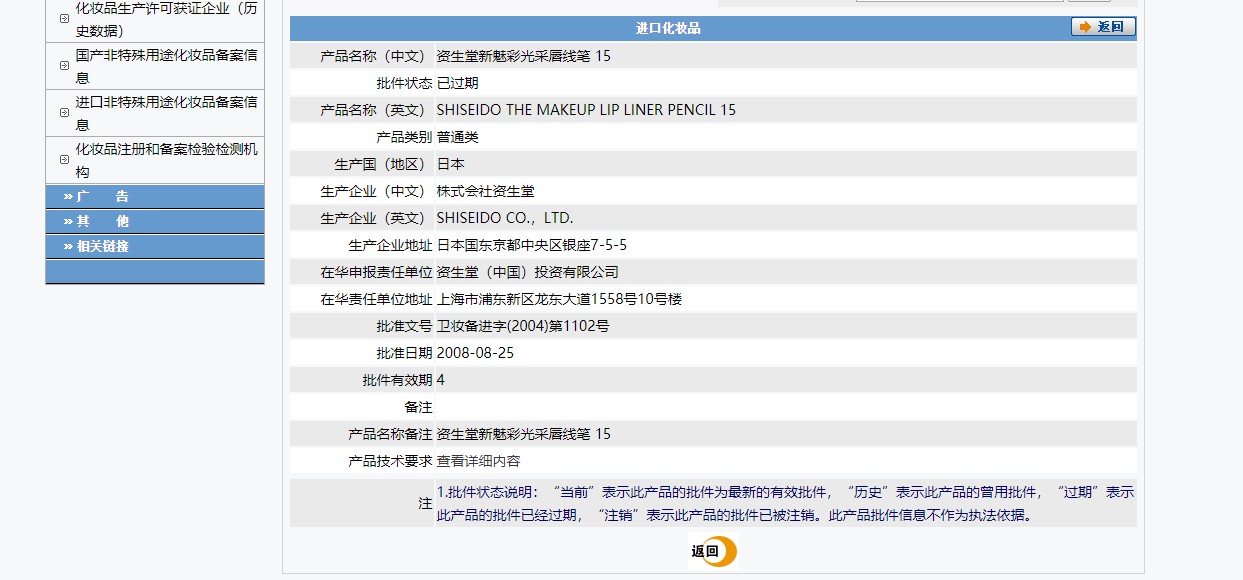 化妆品生产许可获证企业（历
史数据）
国产非特殊用途化妆品备案信
息
进口非特殊用途化妆品备案信
息
化妆品注册和备案检验检测机
构
» 广 告
» 其 他
» 相关链接
进口化妆品
返回
产品名称（中文） 资生堂新魅彩光采唇线笔 15
批件状态 已过期
产品名称（英文） SHISEIDO THE MAKEUP LIP LINER PENCIL 15
产品类别 普通类
生产国（地区） 日本
生产企业（中文） 株式会社资生堂
生产企业（英文） SHISEIDO CO.，LTD.
生产企业地址 日本国东京都中央区银座7-5-5
在华申报责任单位 资生堂（中国）投资有限公司
在华责任单位地址 上海市浦东新区龙东大道1558号10号楼
批准文号 卫妆备进字(2004)第1102号
批准日期 2008-08-25
批件有效期 4
备注
产品名称备注 资生堂新魅彩光采唇线笔 15
产品技术要求 查看详细内容
注 1.批件状态说明：“当前”表示此产品的批件为最新的有效批件，“历史”表示此产品的曾用批件，“过期”表示
此产品的批件已经过期，“注销”表示此产品的批件已被注销。此产品批件信息不作为执法依据。
返回